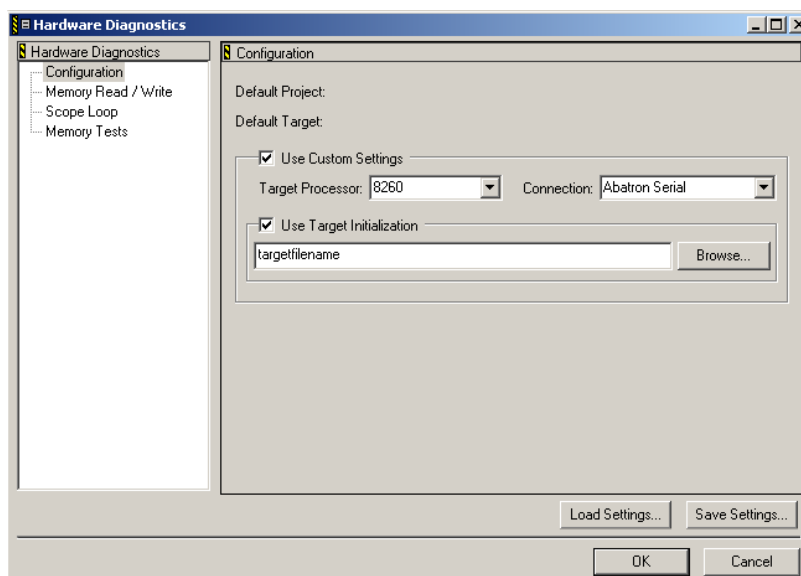 Hardware Diagnostics
Hardware Diagnostics
Configuration
Memory Read / Write
Scope Loop
Memory Tests
Configuration
Default Project:
Default Target:
Use Custom Settings
Target Processor: 8260 Connection: Abatron Serial
Use Target Initialization
targetfilename Browse...
Load Settings... Save Settings...
OK Cancel